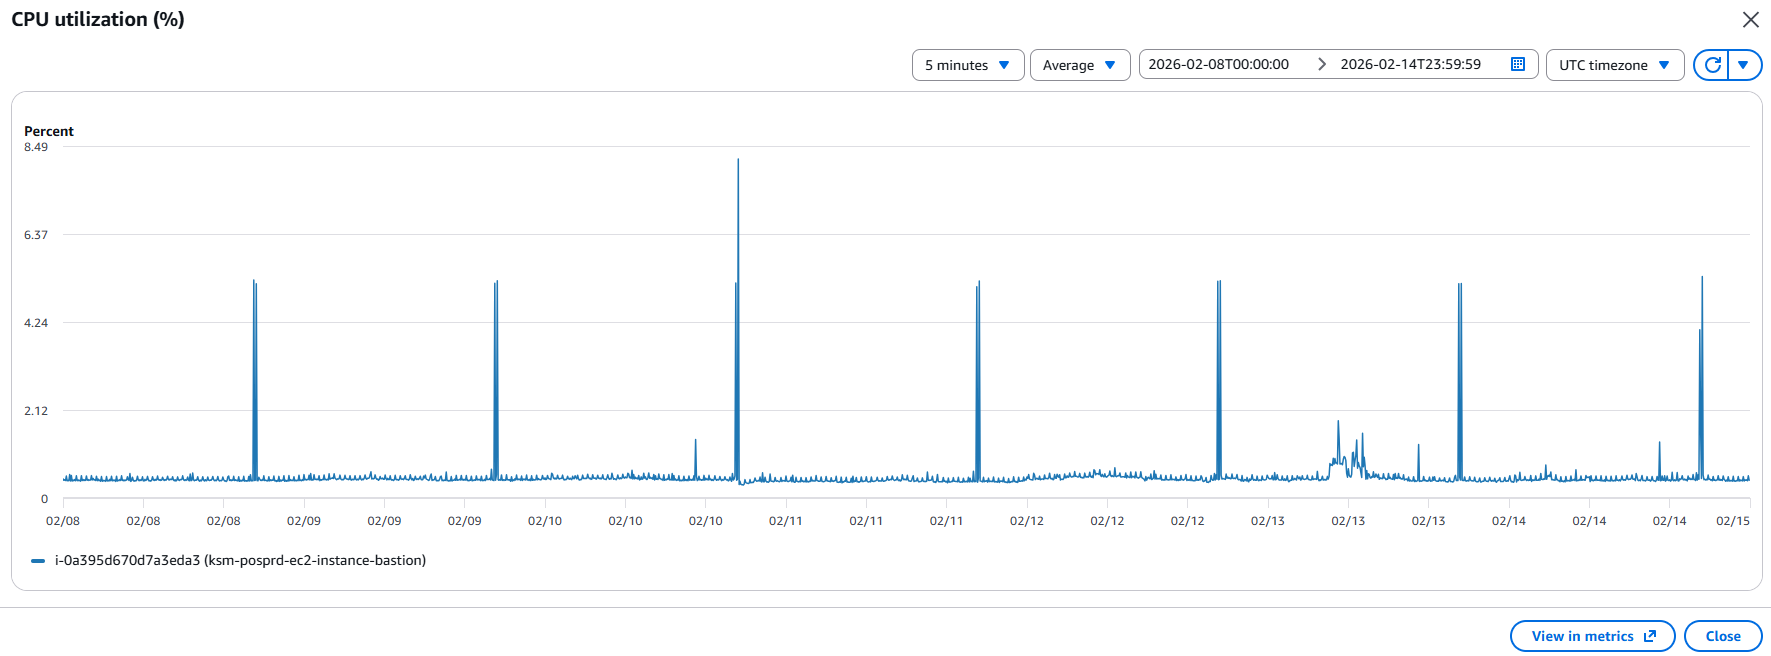 CPU utilization (%)
5 minutes Average 2026-02-08T00:00:00 2026-02-14T23:59:59 UTC timezone
Percent
8.49
6.37
4.24
2.12
0
02/08 02/08 02/08 02/09 02/09 02/09 02/10 02/10 02/10 02/11 02/11 02/11 02/12 02/12 02/12 02/13 02/13 02/13 02/14 02/14 02/14 02/15
i-0a395d670d7a3eda3 (ksm-posprd-ec2-instance-bastion)
View in metrics Close